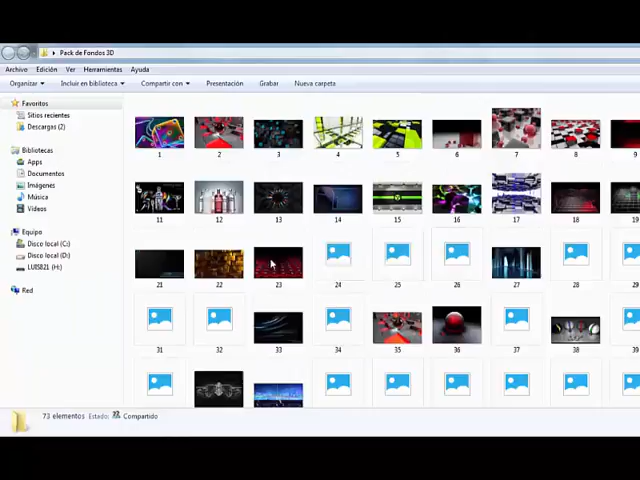 Pack de Fondos 3D
Archivo Edición Ver Herramientas Ayuda
Organizar Incluir en biblioteca Compartir con Presentación Grabar Nueva carpeta
Favoritos
Sitios recientes
Descargas (2)
Bibliotecas
Apps
Documentos
Imágenes
Música
Vídeos
Equipo
Disco local (C:)
Disco local (D:)
LUIS821 (H:)
Red
1 2 3 4 5 6 7 8 9
11 12 13 14 15 16 17 18 19
21 22 23 24 25 26 27 28 29
31 32 33 34 35 36 37 38 39
73 elementos Estado: Compartido